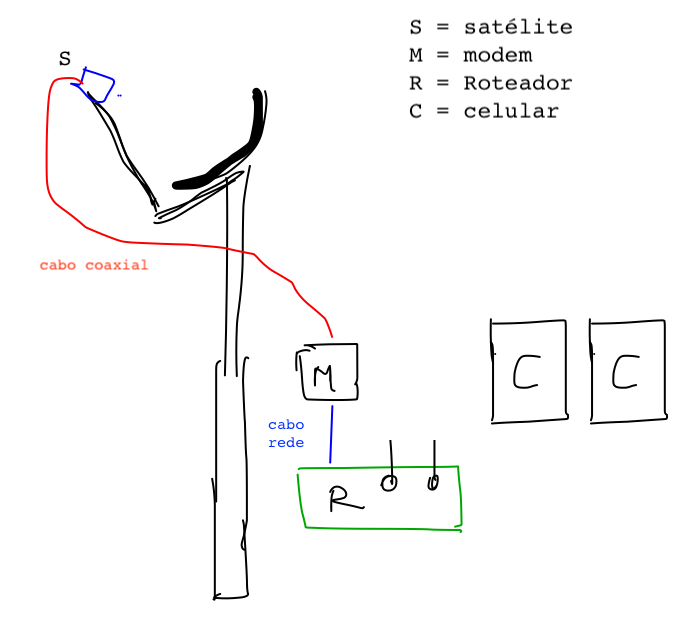 S = satélite
M = modem
R = Roteador
C = celular
S
cabo coaxial
M
C
C
cabo
rede
R